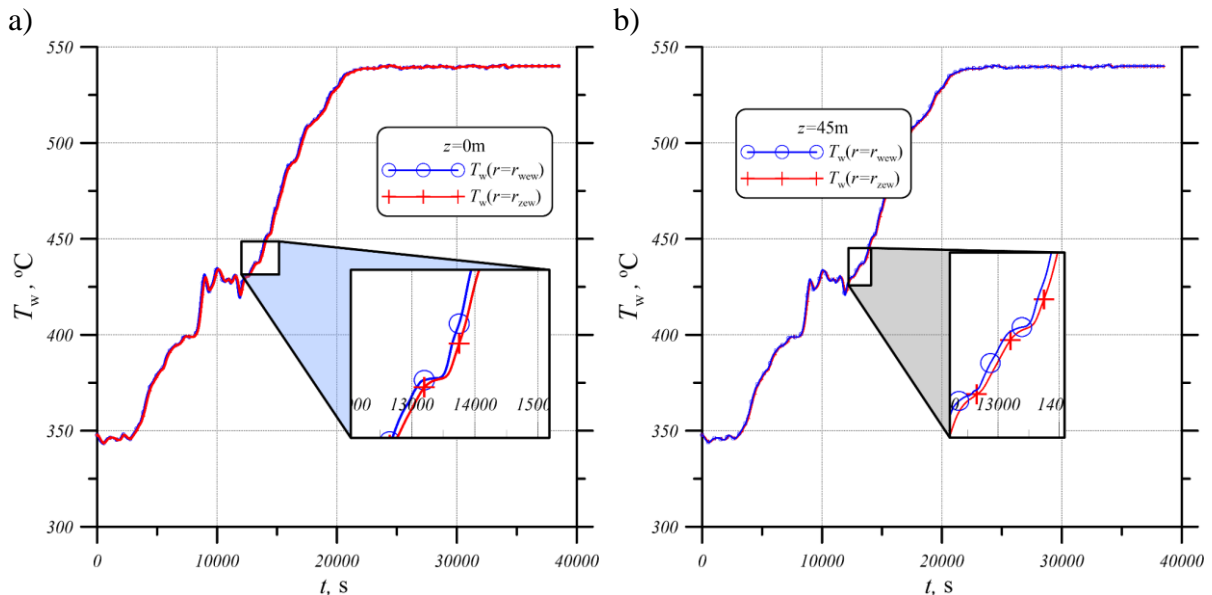 a)
550
500
450
400
350
300
T_w, °C
z=0m
T_w(r=r_wew)
T_w(r=r_zew)
000 13000 14000 1500
0 10000 20000 30000 40000
t, s
b)
550
500
450
400
350
300
T_w, °C
z=45m
T_w(r=r_wew)
T_w(r=r_zew)
0 13000 140
0 10000 20000 30000 40000
t, s